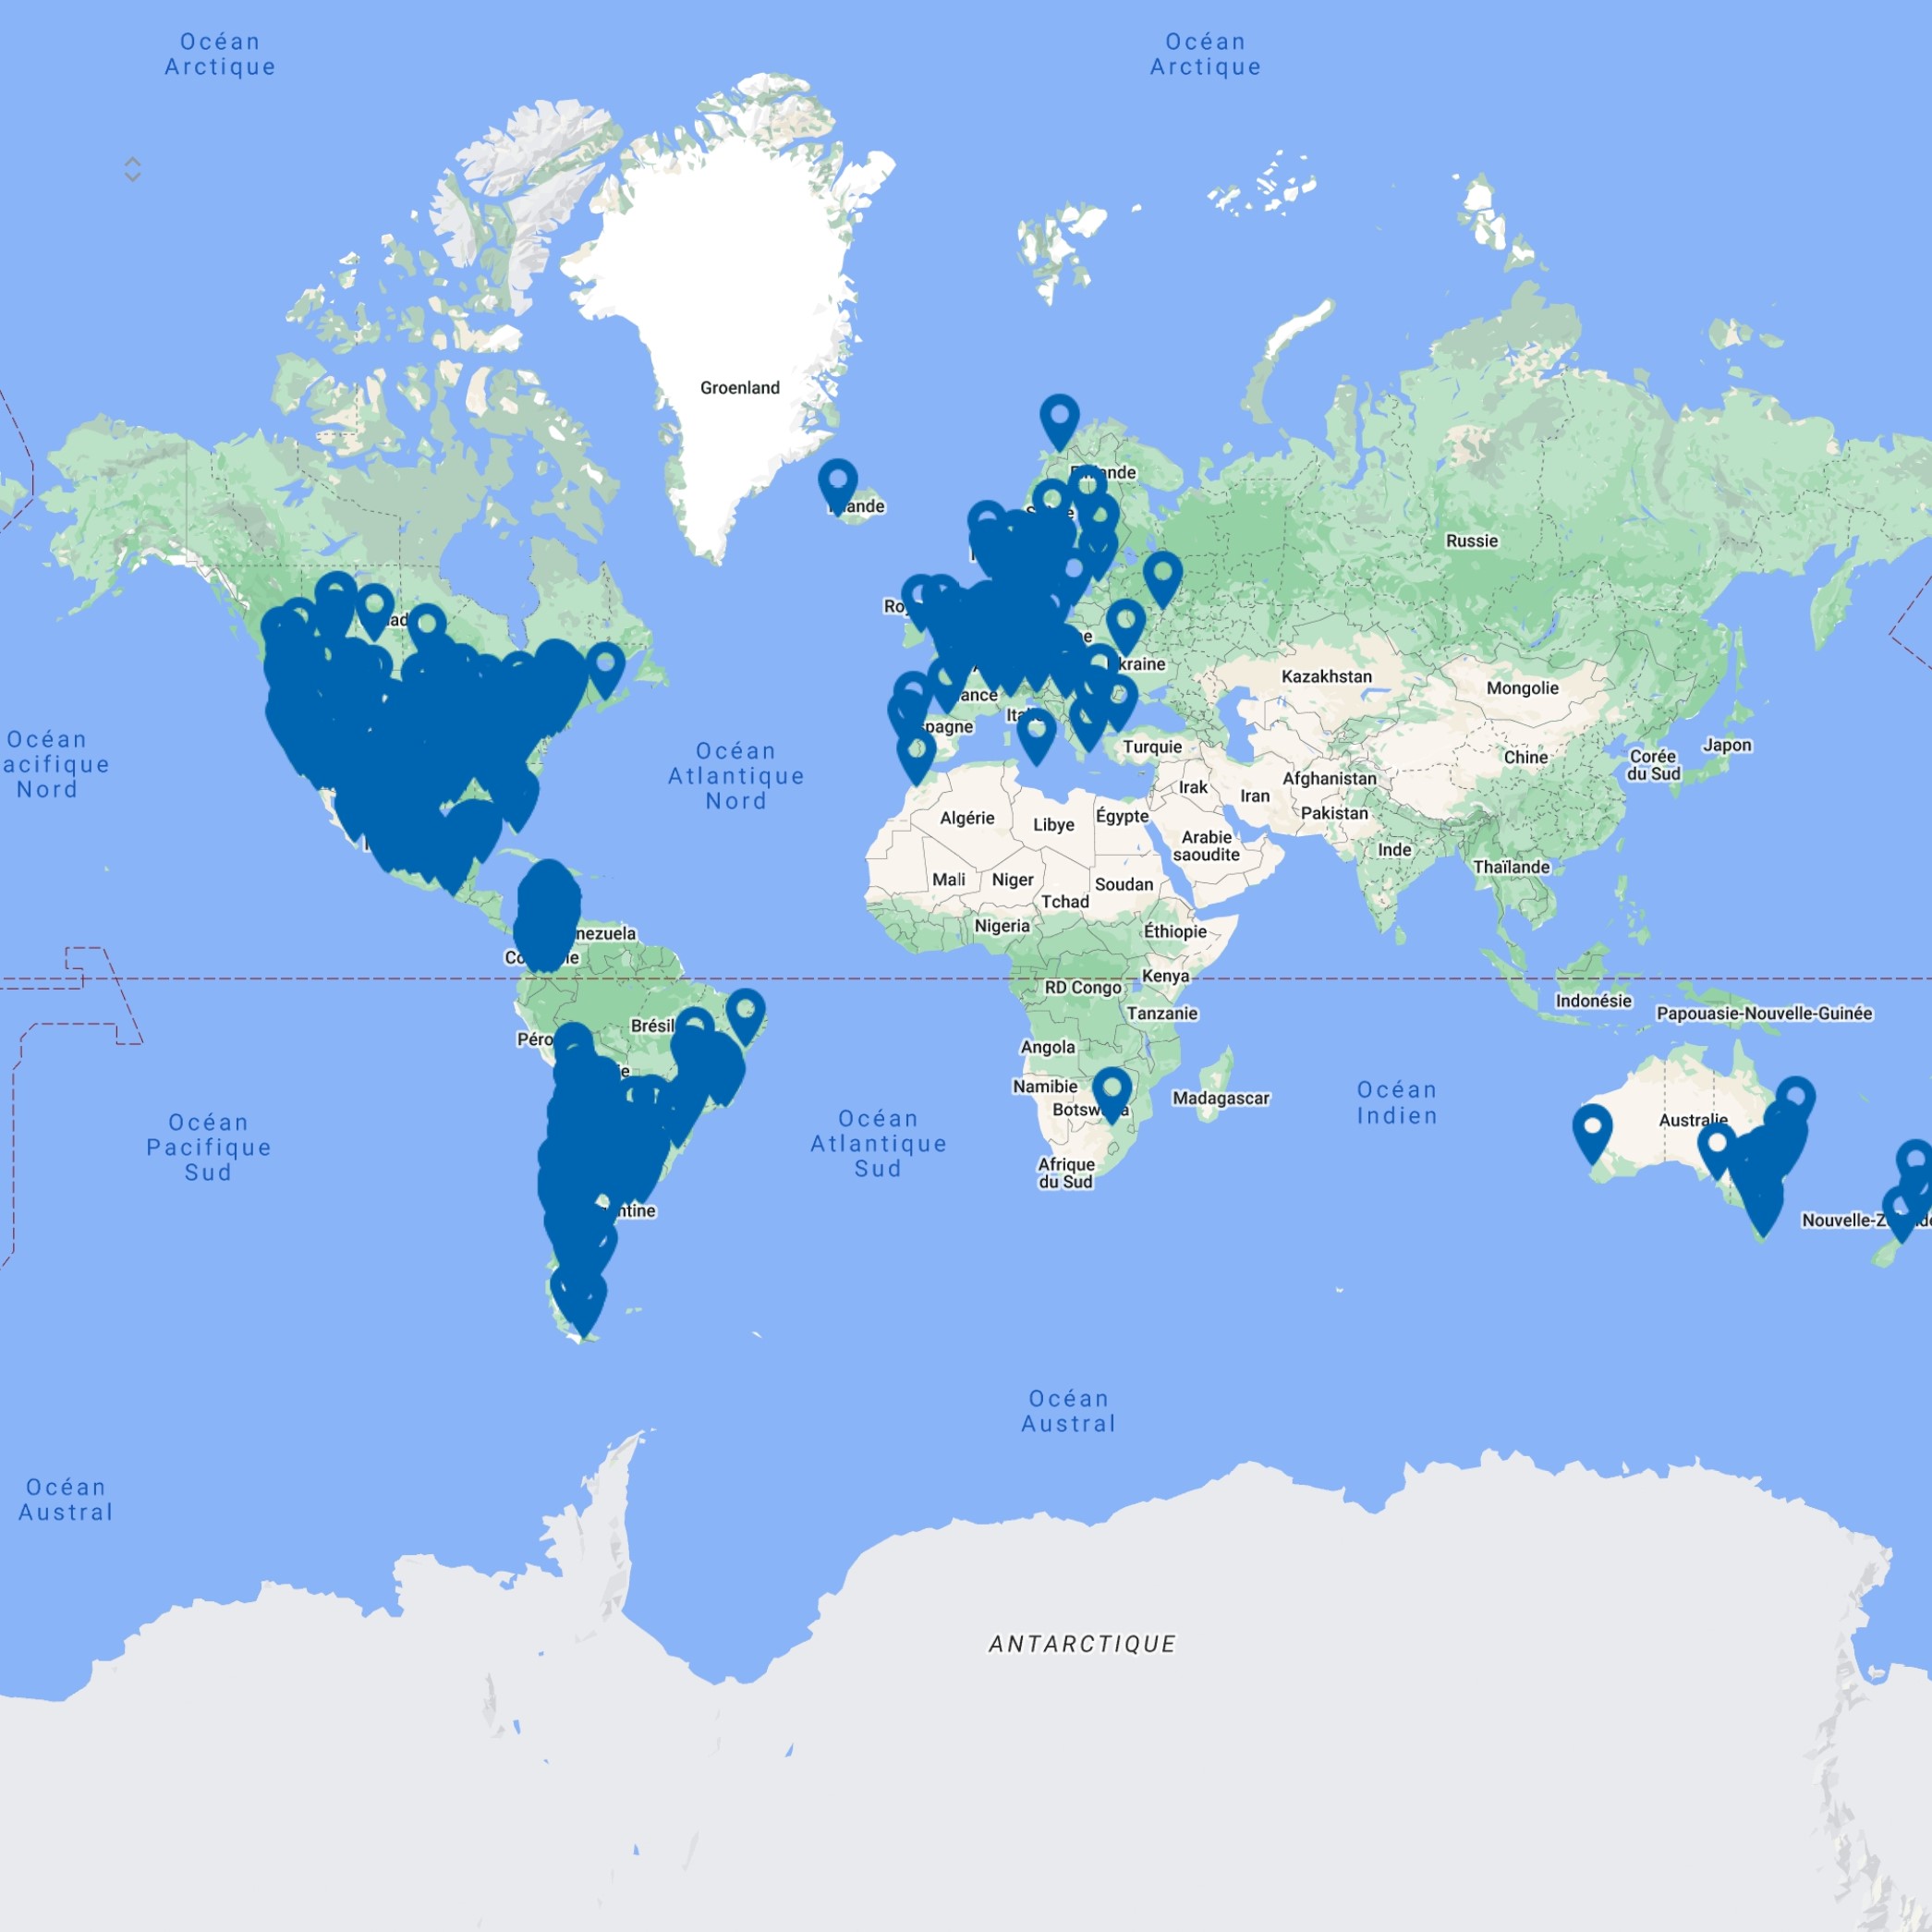 Océan
Arctique
Océan
Arctique
Groenland
Russie
Ukraine
Kazakhstan
Mongolie
Océan
Atlantique
Nord
Turquie
Chine
Corée
du Sud
Japon
Irak
Iran
Afghanistan
Pakistan
Algérie
Libye
Égypte
Arabie
saoudite
Inde
Thaïlande
Mali
Niger
Tchad
Soudan
Nigeria
Éthiopie
Kenya
RD Congo
Tanzanie
Indonésie
Papouasie-Nouvelle-Guinée
Brésil
Angola
Namibie
Madagascar
Océan
Indien
Australie
Océan
Pacifique
Sud
Océan
Atlantique
Sud
Afrique
du Sud
Océan
acifique
Nord
Océan
Austral
Océan
Austral
ANTARCTIQUE